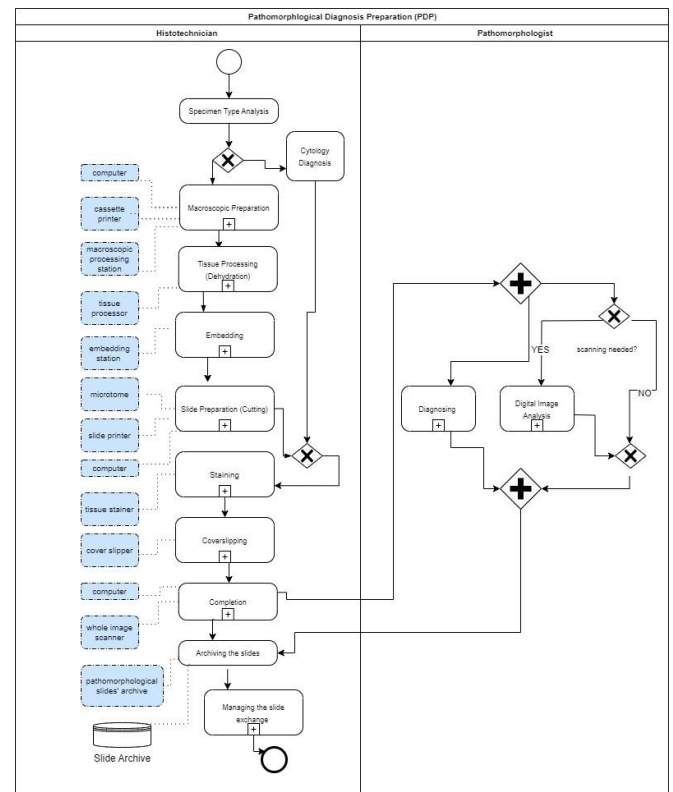 Pathomorphlogical Diagnosis Preparation (PDP)
Histotechnician
Pathomorphologist
Specimen Type Analysis
Cytology
Diagnosis
computer
Macroscopic Preparation
cassette
printer
macroscopic
processing
station
Tissue Processing
(Dehydration)
tissue
processor
Embedding
embedding
station
YES
scanning needed?
microtome
NO
Slide Preparation (Cutting)
Diagnosing
Digital Image
Analysis
slide printer
computer
Staining
tissue stainer
Coverslipping
cover slipper
computer
Completion
whole image
scanner
Archiving the slides
pathomorphological
slides' archive
Managing the slide
exchange
Slide Archive